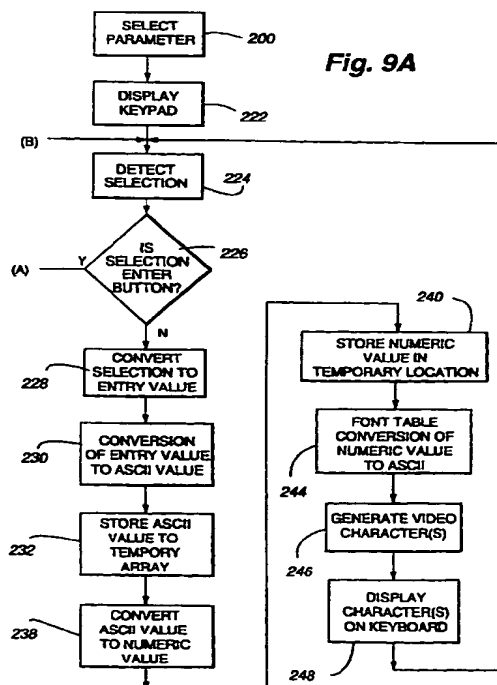 Fig. 9A
SELECT
PARAMETER
200
DISPLAY
KEYPAD
222
(B)
DETECT
SELECTION
224
IS
SELECTION
ENTER
BUTTON?
226
Y
(A)
N
CONVERT
SELECTION TO
ENTRY VALUE
228
CONVERSION
OF ENTRY VALUE
TO ASCII VALUE
230
STORE ASCII
VALUE TO
TEMPORY
ARRAY
232
CONVERT
ASCII VALUE
TO NUMERIC
VALUE
238
240
STORE NUMERIC
VALUE IN
TEMPORARY LOCATION
FONT TABLE
CONVERSION OF
NUMERIC VALUE
TO ASCII
244
GENERATE VIDEO
CHARACTER(S)
246
DISPLAY
CHARACTER(S)
ON KEYBOARD
248